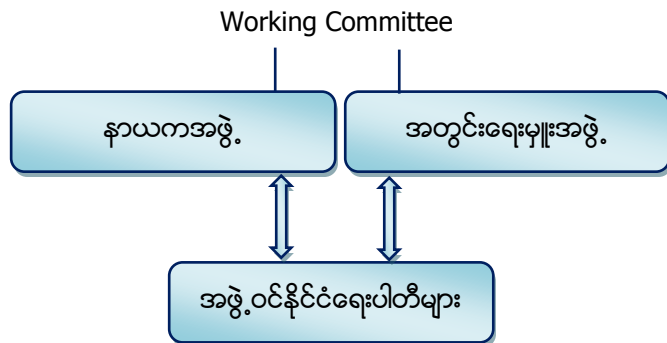 Working Committee
နာယကအဖွဲ့
အတွင်းရေးမှူးအဖွဲ့
အဖွဲ့ဝင်နိုင်ငံရေးပါတီများ